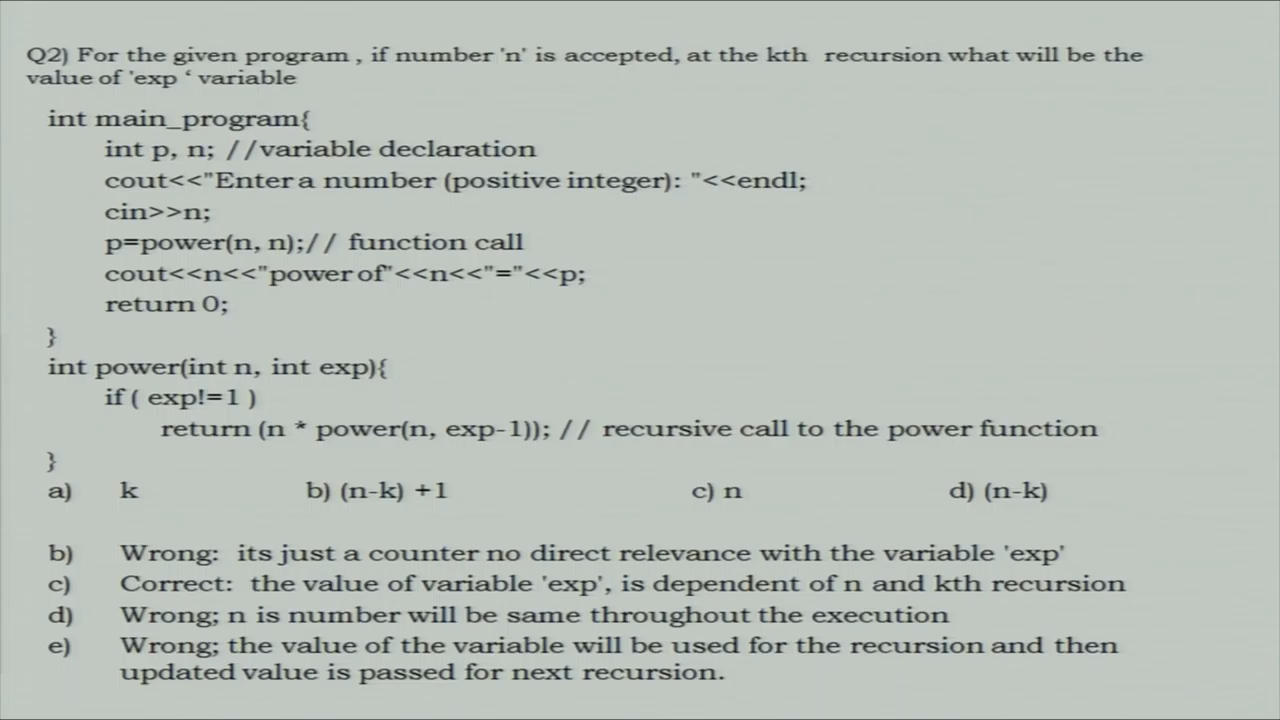 Q2) For the given program , if number 'n' is accepted, at the kth recursion what will be the
value of 'exp ‘ variable
int main_program{
int p, n; //variable declaration
cout<<"Enter a number (positive integer): "<<endl;
cin>>n;
p=power(n, n);// function call
cout<<n<<"power of"<<n<<"="<<p;
return 0;
}
int power(int n, int exp){
if ( exp!=1 )
return (n * power(n, exp-1)); // recursive call to the power function
}
a) k b) (n-k) +1 c) n d) (n-k)
b) Wrong: its just a counter no direct relevance with the variable 'exp'
c) Correct: the value of variable 'exp', is dependent of n and kth recursion
d) Wrong; n is number will be same throughout the execution
e) Wrong; the value of the variable will be used for the recursion and then
updated value is passed for next recursion.